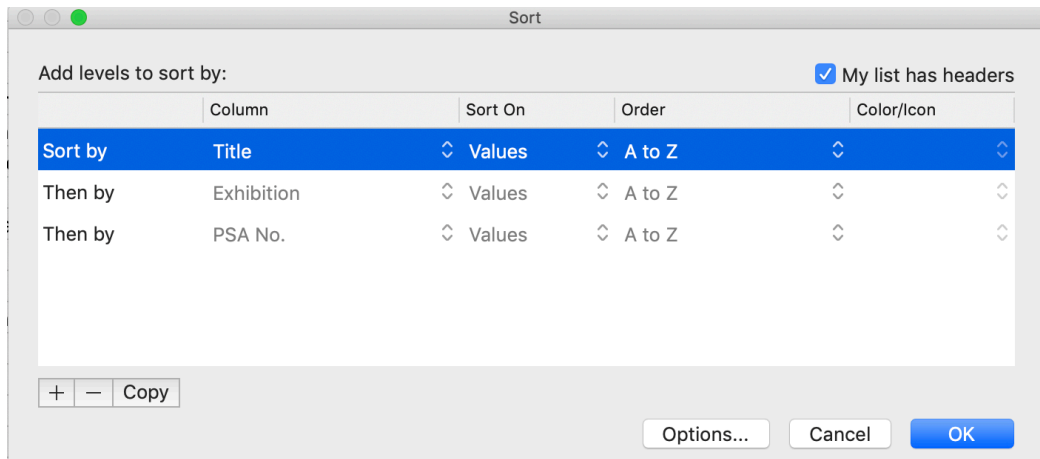 Sort
Add levels to sort by: My list has headers
Column Sort On Order Color/Icon
Sort by Title Values A to Z
Then by Exhibition Values A to Z
Then by PSA No. Values A to Z
+ − Copy
Options... Cancel OK